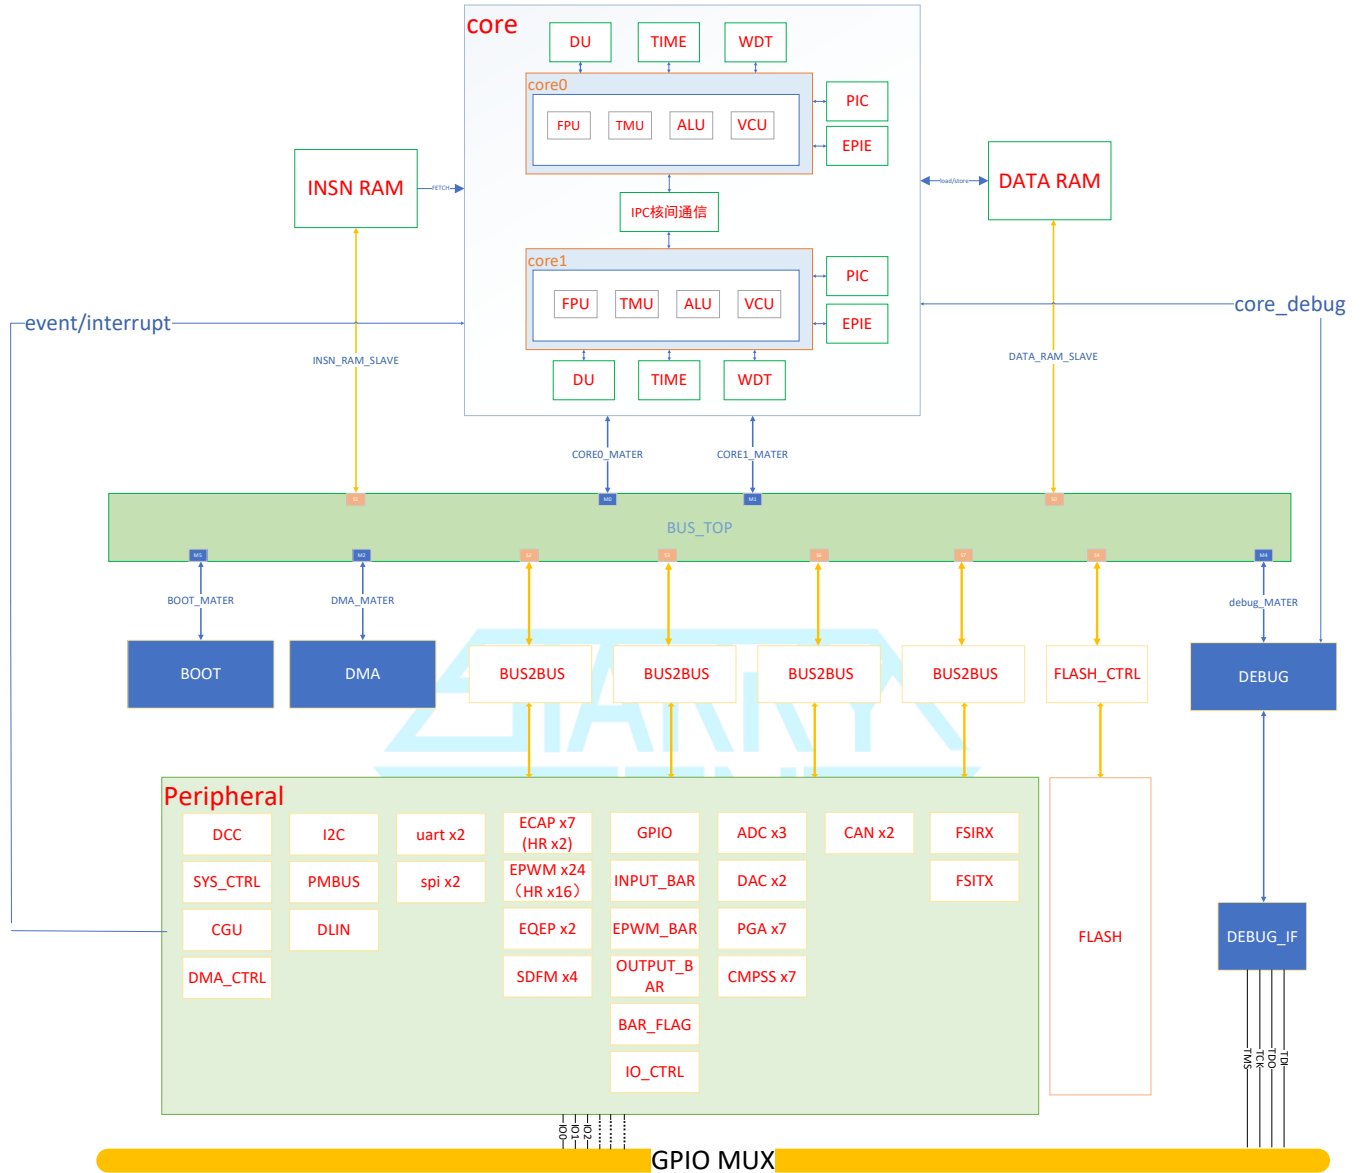 core
DU
TIME
WDT
core0
FPU
TMU
ALU
VCU
PIC
EPIE
INSN RAM
FETCH
load/store
DATA RAM
IPC核间通信
core1
FPU
TMU
ALU
VCU
PIC
EPIE
event/interrupt
core_debug
INSN_RAM_SLAVE
DATA_RAM_SLAVE
DU
TIME
WDT
CORE0_MATER
CORE1_MATER
M0
M1
BUS_TOP
M5
M2
M4
BOOT_MATER
DMA_MATER
debug_MATER
BOOT
DMA
BUS2BUS
BUS2BUS
BUS2BUS
BUS2BUS
FLASH_CTRL
DEBUG
Peripheral
DCC
I2C
uart x2
ECAP x7
(HR x2)
GPIO
ADC x3
CAN x2
FSIRX
SYS_CTRL
PMBUS
spi x2
EPWM x24
（HR x16）
INPUT_BAR
DAC x2
FSITX
CGU
DLIN
EQEP x2
EPWM_BAR
PGA x7
DMA_CTRL
SDFM x4
OUTPUT_B
AR
CMPSS x7
BAR_FLAG
IO_CTRL
FLASH
DEBUG_IF
TMS
TCK
TDO
TDI
IO0
IO1
IO2
GPIO MUX